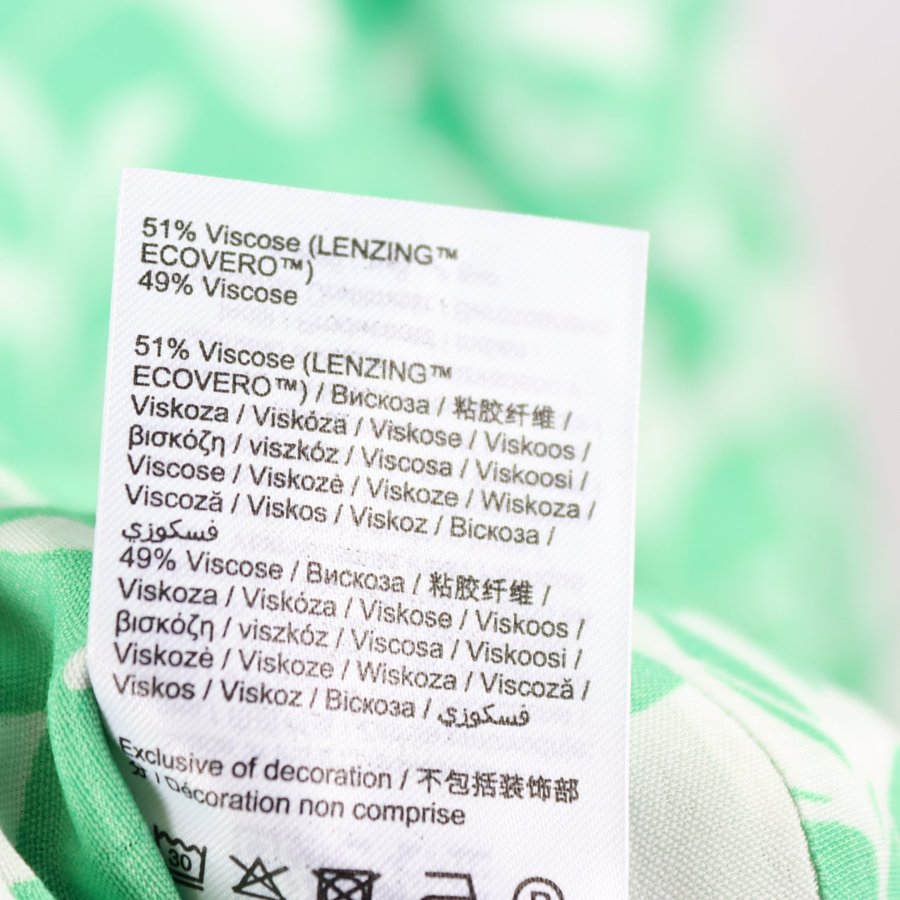 51% Viscose (LENZING™
ECOVERO™)
49% Viscose
51% Viscose (LENZING™
ECOVERO™) / Вискоза / 粘胶纤维 /
Viskoza / Viskóza / Viskose / Viskoos /
βισκόζη / viszkóz / Viscosa / Viskoosi /
Viscose / Viskozė / Viskoze / Wiskoza /
Viscoză / Viskos / Viskoz / Віскоза /
فسكوزي
49% Viscose / Вискоза / 粘胶纤维 /
Viskoza / Viskóza / Viskose / Viskoos /
βισκόζη / viszkóz / Viscosa / Viskoosi /
Viskozė / Viskoze / Wiskoza / Viscoză /
Viskos / Viskoz / Віскоза / فسكوزي
Exclusive of decoration / 不包括装饰部
/ Décoration non comprise
30